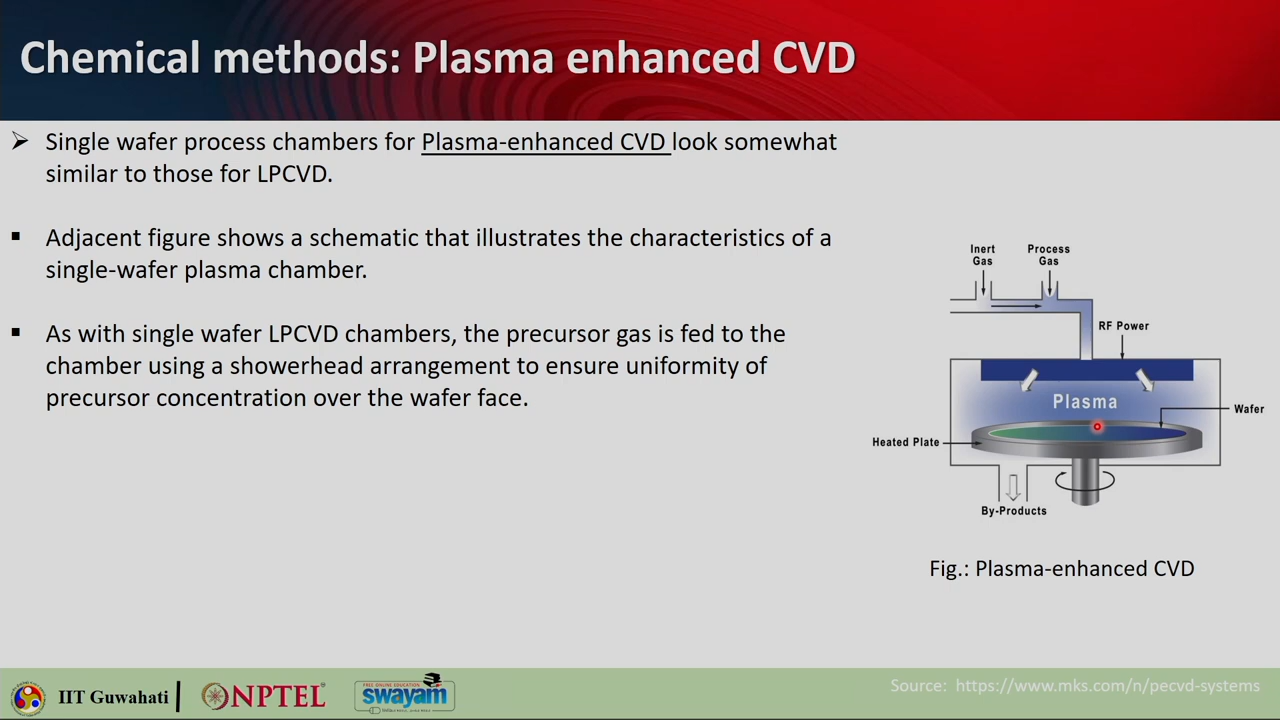 Chemical methods: Plasma enhanced CVD
Single wafer process chambers for Plasma-enhanced CVD look somewhat
similar to those for LPCVD.
Adjacent figure shows a schematic that illustrates the characteristics of a
single-wafer plasma chamber.
As with single wafer LPCVD chambers, the precursor gas is fed to the
chamber using a showerhead arrangement to ensure uniformity of
precursor concentration over the wafer face.
Inert
Gas
Process
Gas
RF Power
Plasma
Wafer
Heated Plate
By-Products
Fig.: Plasma-enhanced CVD
IIT Guwahati
NPTEL
FREE ONLINE EDUCATION
swayam
Source: https://www.mks.com/n/pecvd-systems